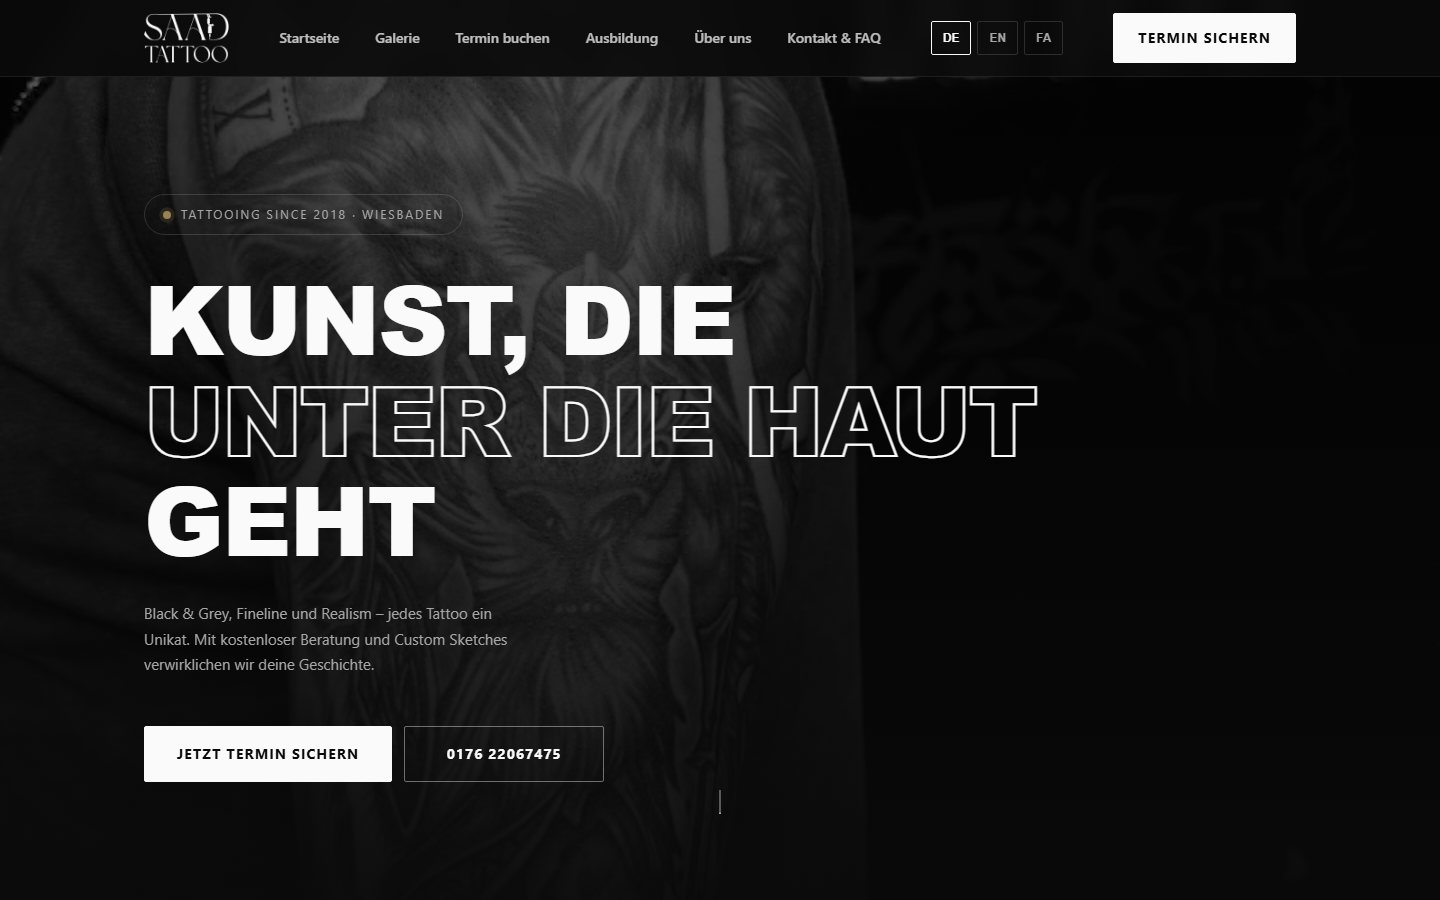 SAAD
TATTOO
Startseite
Galerie
Termin buchen
Ausbildung
Über uns
Kontakt & FAQ
DE
EN
FA
TERMIN SICHERN
TATTOOING SINCE 2018 · WIESBADEN
KUNST, DIE
UNTER DIE HAUT
GEHT
Black & Grey, Fineline und Realism – jedes Tattoo ein
Unikat. Mit kostenloser Beratung und Custom Sketches
verwirklichen wir deine Geschichte.
JETZT TERMIN SICHERN
0176 22067475